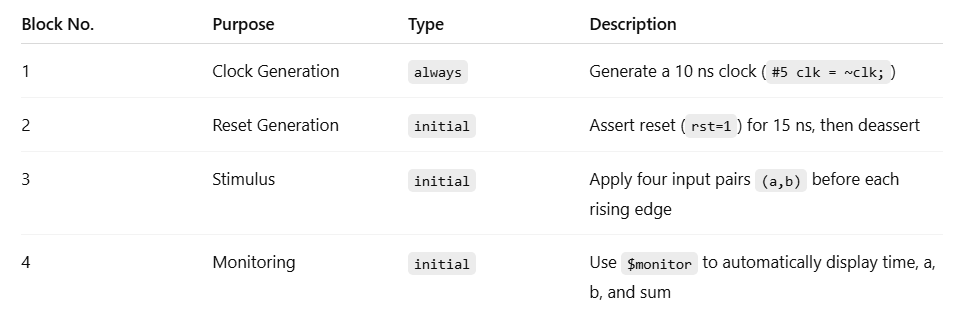 Block No. Purpose Type Description
1 Clock Generation always Generate a 10 ns clock ( #5 clk = ~clk; )
2 Reset Generation initial Assert reset ( rst=1 ) for 15 ns, then deassert
3 Stimulus initial Apply four input pairs (a,b) before each
rising edge
4 Monitoring initial Use $monitor to automatically display time, a,
b, and sum